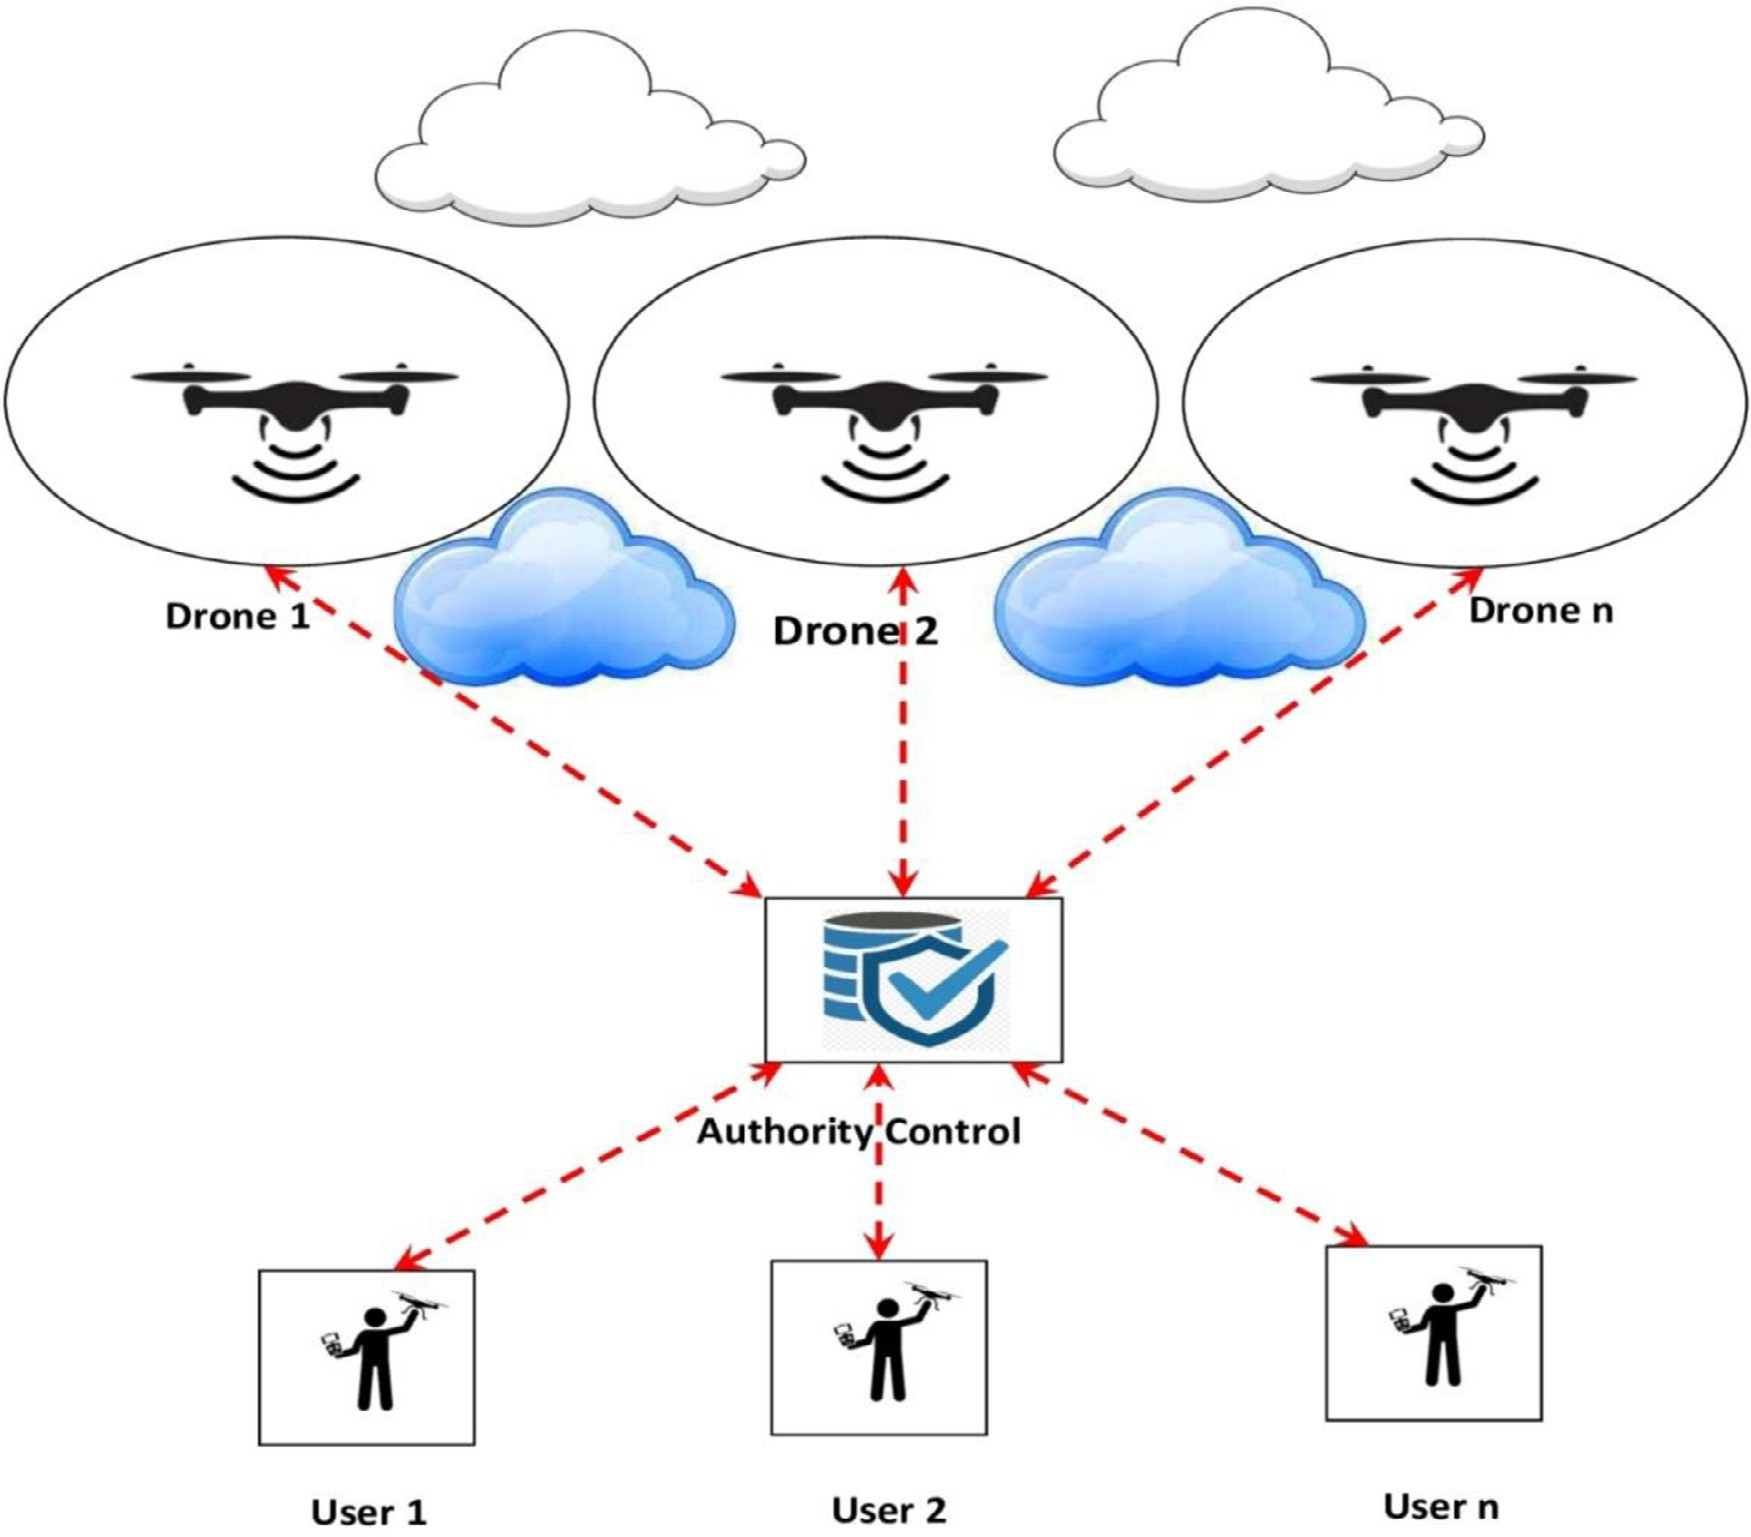 Drone 1
Drone 2
Drone n
Authority Control
User 1
User 2
User n